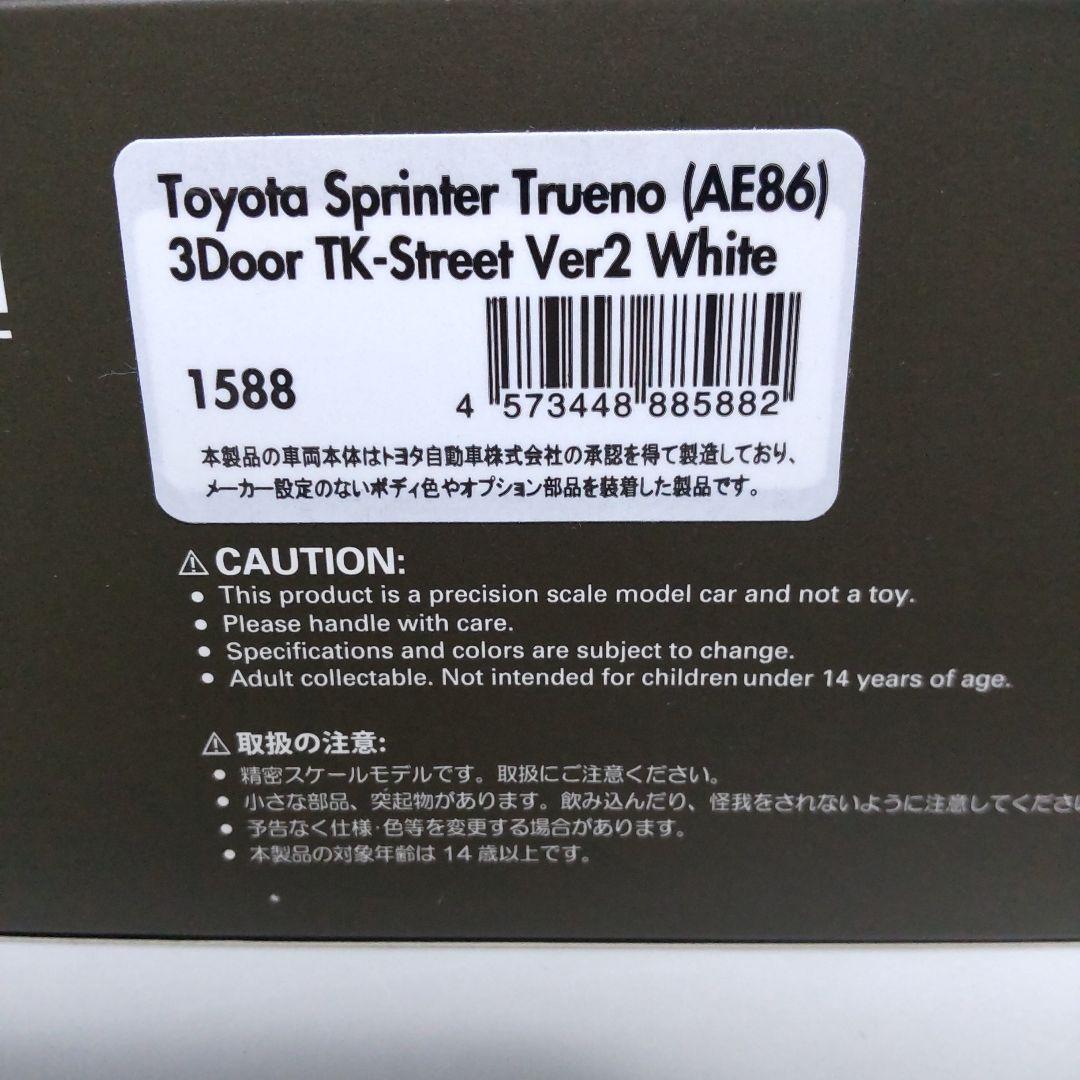 Toyota Sprinter Trueno (AE86)
3Door TK-Street Ver2 White
1588
4 573448 885882
本製品の車両本体はトヨタ自動車株式会社の承認を得て製造しており、
メーカー設定のないボディ色やオプション部品を装着した製品です。
⚠ CAUTION:
● This product is a precision scale model car and not a toy.
● Please handle with care.
● Specifications and colors are subject to change.
● Adult collectable. Not intended for children under 14 years of age.
⚠ 取扱の注意:
● 精密スケールモデルです。取扱にご注意ください。
● 小さな部品、突起物があります。飲み込んだり、怪我をされないように注意してくださ
● 予告なく仕様・色等を変更する場合があります。
● 本製品の対象年齢は 14 歳以上です。